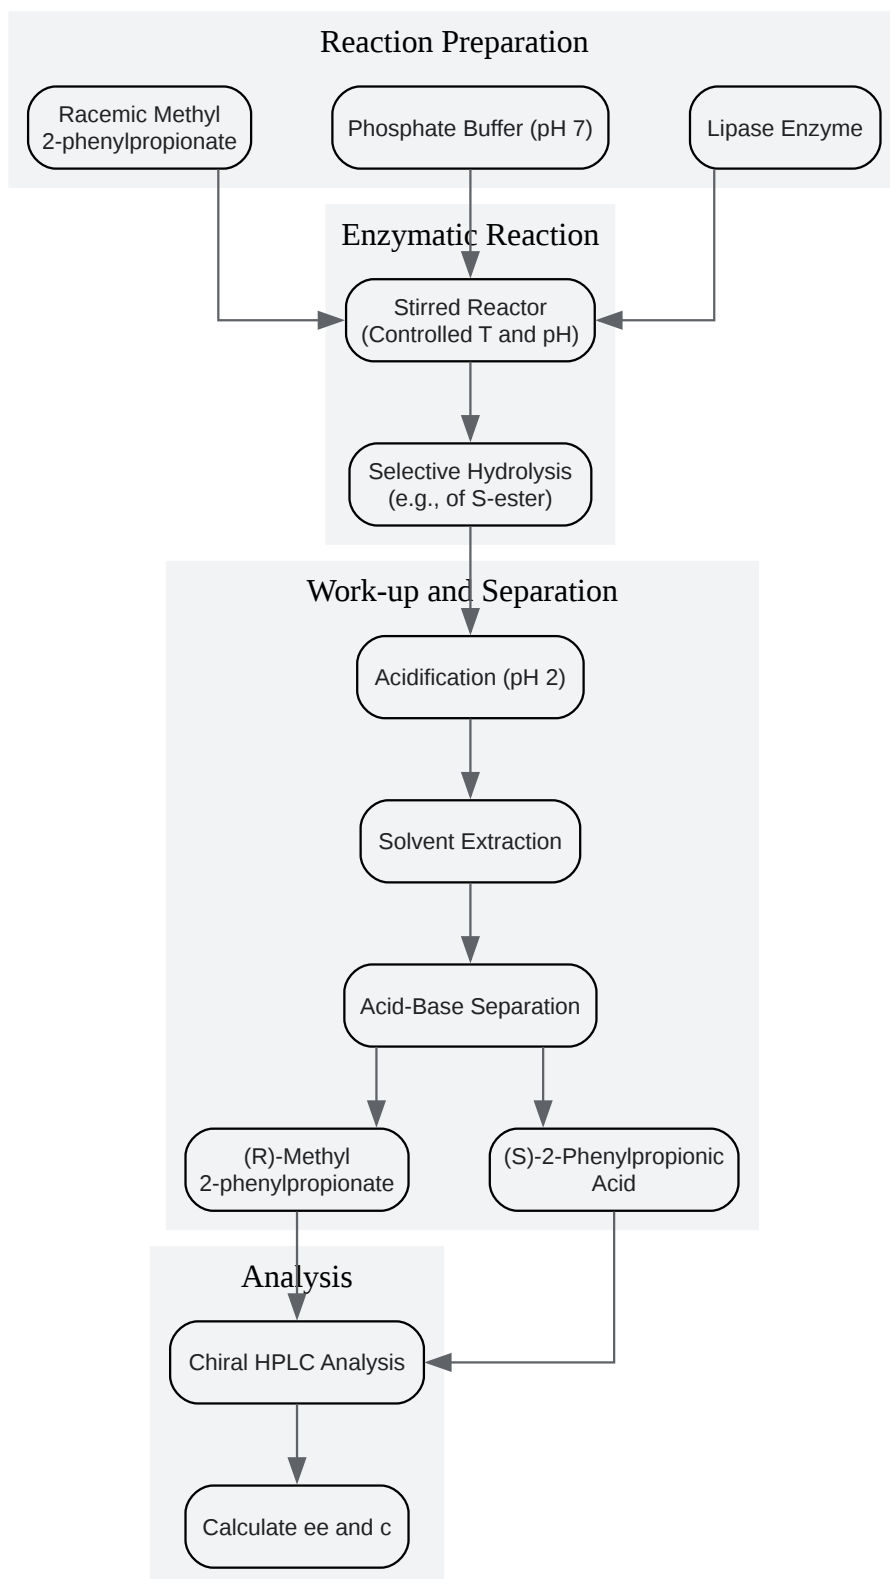 Reaction Preparation
Racemic Methyl
2-phenylpropionate
Phosphate Buffer (pH 7)
Lipase Enzyme
Enzymatic Reaction
Stirred Reactor
(Controlled T and pH)
Selective Hydrolysis
(e.g., of S-ester)
Work-up and Separation
Acidification (pH 2)
Solvent Extraction
Acid-Base Separation
(R)-Methyl
2-phenylpropionate
(S)-2-Phenylpropionic
Acid
Analysis
Chiral HPLC Analysis
Calculate ee and c